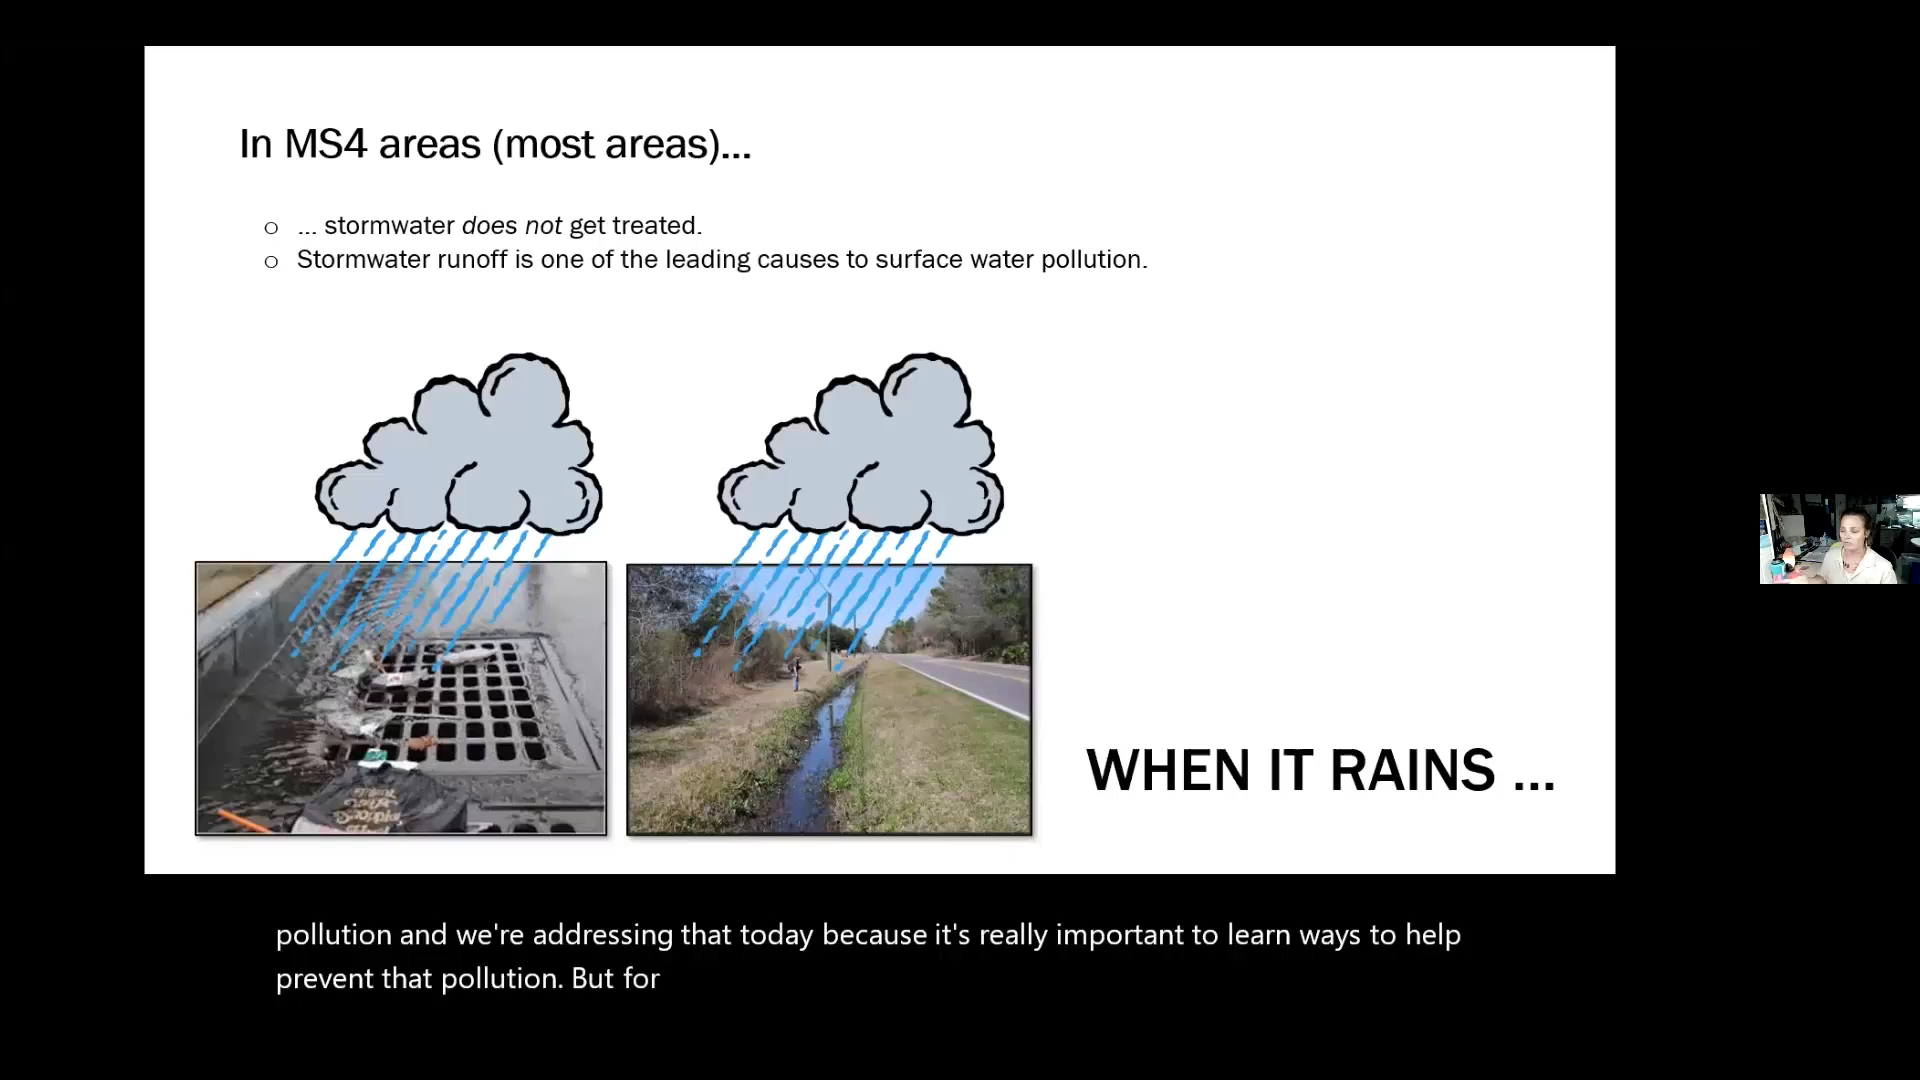 In MS4 areas (most areas)...
○ ... stormwater does not get treated.
○ Stormwater runoff is one of the leading causes to surface water pollution.
WHEN IT RAINS ...
pollution and we're addressing that today because it's really important to learn ways to help
prevent that pollution. But for